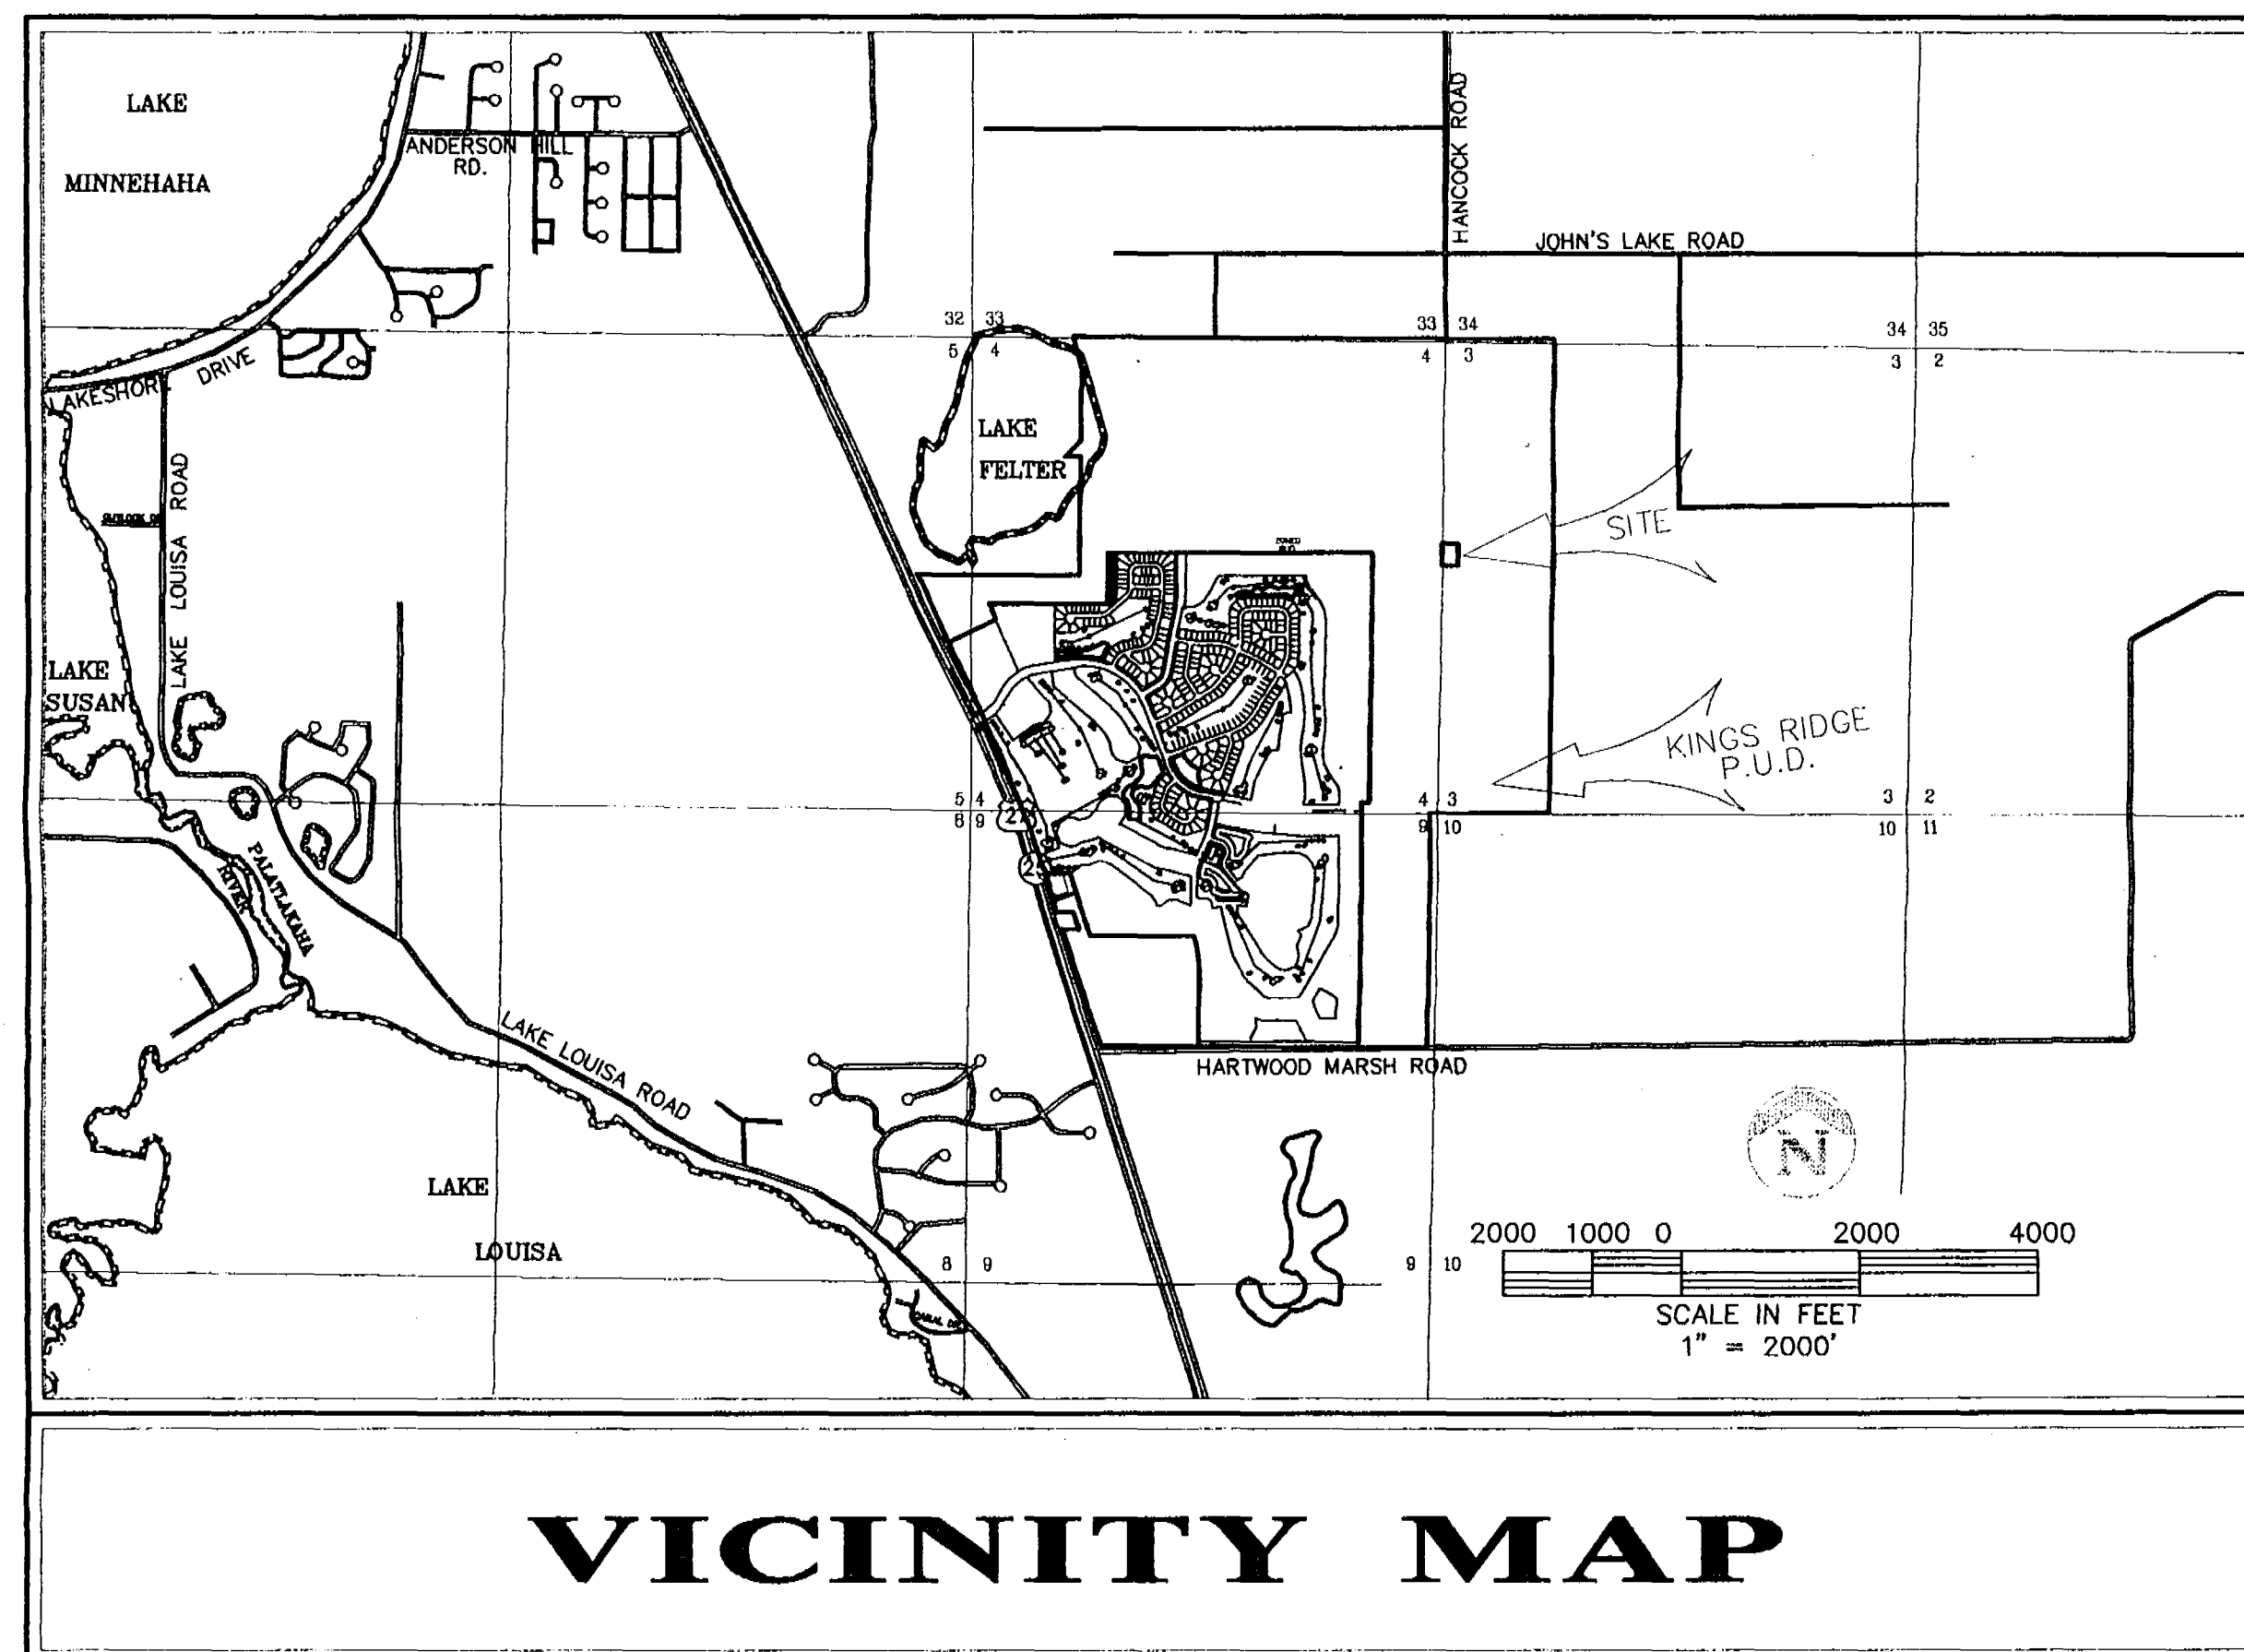 LAKE
MINNEHAHA
ANDERSON HILL
RD.
HANCOCK ROAD
JOHN'S LAKE ROAD
32 33
5 4
33 34
4 3
34 35
3 2
LAKESHORE DRIVE
LAKE LOUISA ROAD
LAKE
FELTER
SITE
LAKE
SUSAN
KINGS RIDGE
P.U.D.
5 4
8 9
4 3
9 10
3 2
10 11
27
PALATLAKAHA
RIVER
LAKE LOUISA ROAD
HARTWOOD MARSH ROAD
N
LAKE
LOUISA
8 9
9 10
2000 1000 0 2000 4000
SCALE IN FEET
1" = 2000'
VICINITY MAP